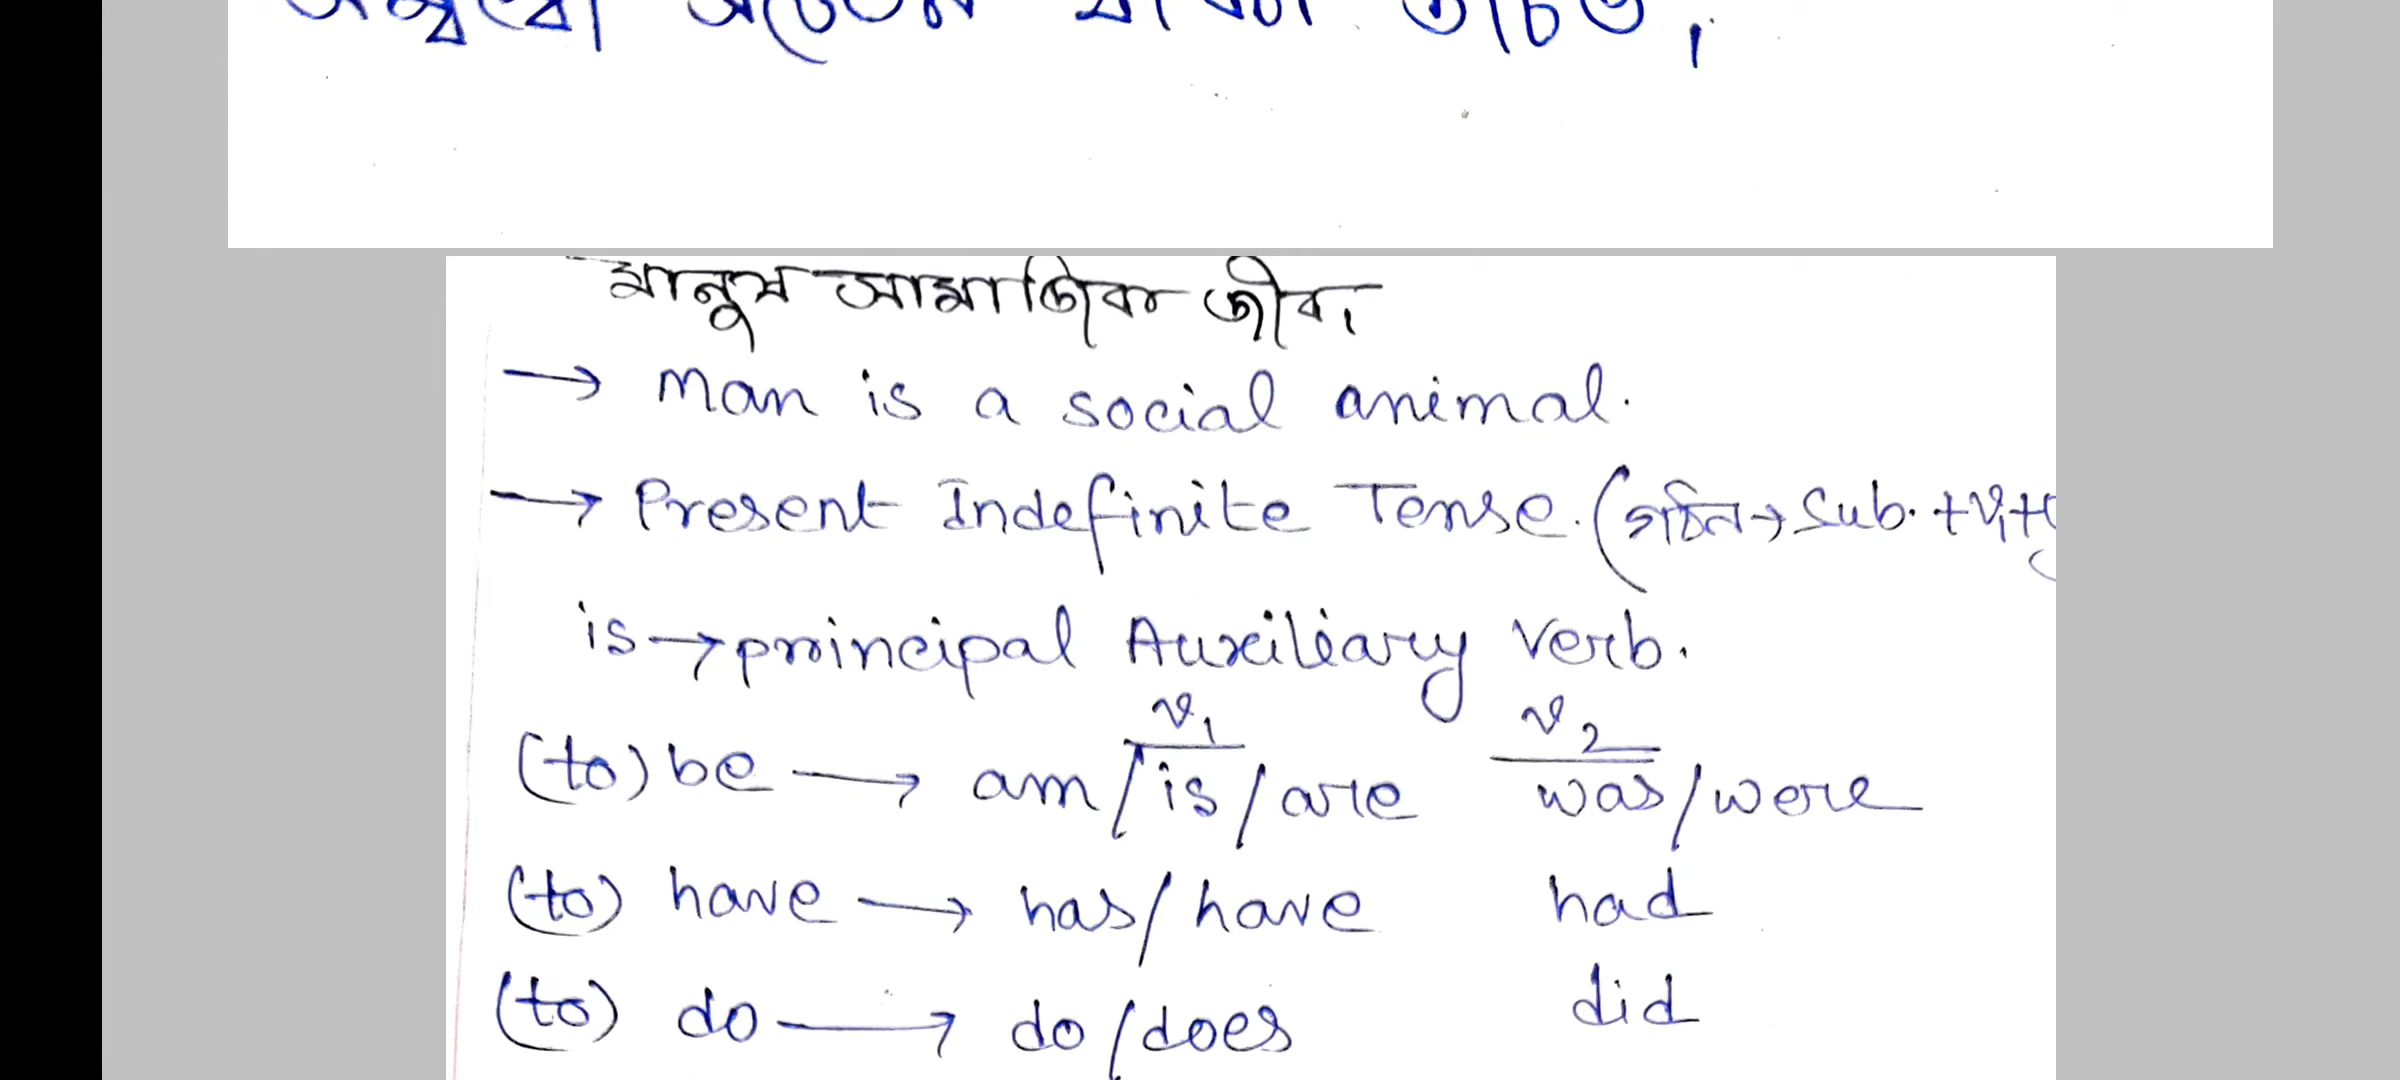 মানুষ সামাজিক জীব।
→ Man is a social animal.
→ Present Indefinite Tense. (গঠন→ Sub. + V₁ +
is → principal Auxiliary Verb.
v₁ v₂
(to) be → am/is/are was/were
(to) have → has/have had
(to) do → do/does did